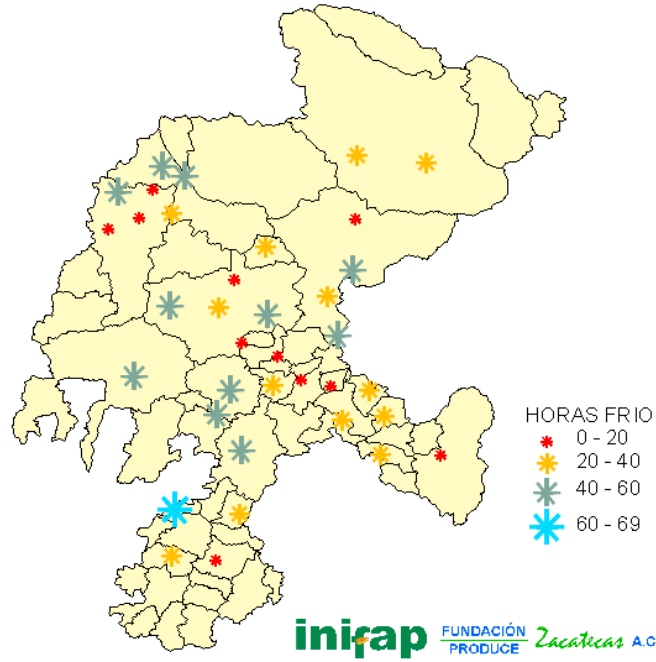 HORAS FRIO
0 - 20
20 - 40
40 - 60
60 - 69
inifap
FUNDACIÓN
PRODUCE
Zacatecas A.C